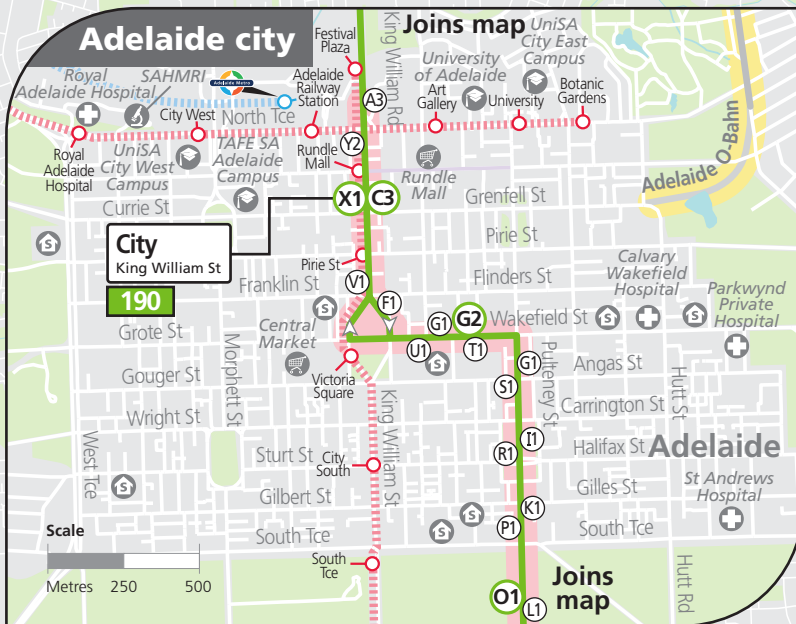 Adelaide city
Joins map
Festival
Plaza
King William Rd
UniSA
City East
Campus
University
of Adelaide
Royal
Adelaide Hospital
SAHMRI
Adelaide Metro
Adelaide
Railway
Station
A3
Art
Gallery
University
Botanic
Gardens
City West
North Tce
Royal
Adelaide
Hospital
UniSA
City West
Campus
TAFE SA
Adelaide
Campus
Y2
Rundle
Mall
Rundle
Mall
Adelaide O-Bahn
Currie St
X1
C3
Grenfell St
City
King William St
190
Pirie St
Pirie St
Franklin St
V1
F1
Flinders St
Calvary
Wakefield
Hospital
Parkwynd
Private
Hospital
Grote St
Central
Market
G1
G2
Wakefield St
U1
T1
Gouger St
Morphett St
Victoria
Square
G1
S1
Pulteney St
Angas St
Hutt St
Wright St
King William St
Carrington St
West Tce
Sturt St
City
South
R1
I1
Halifax St
Adelaide
Gilbert St
Gilles St
St Andrews
Hospital
K1
P1
South Tce
South Tce
Scale
Metres
250
500
South
Tce
Joins
map
O1
L1
Hutt Rd
S
S
S
S
S
S
S